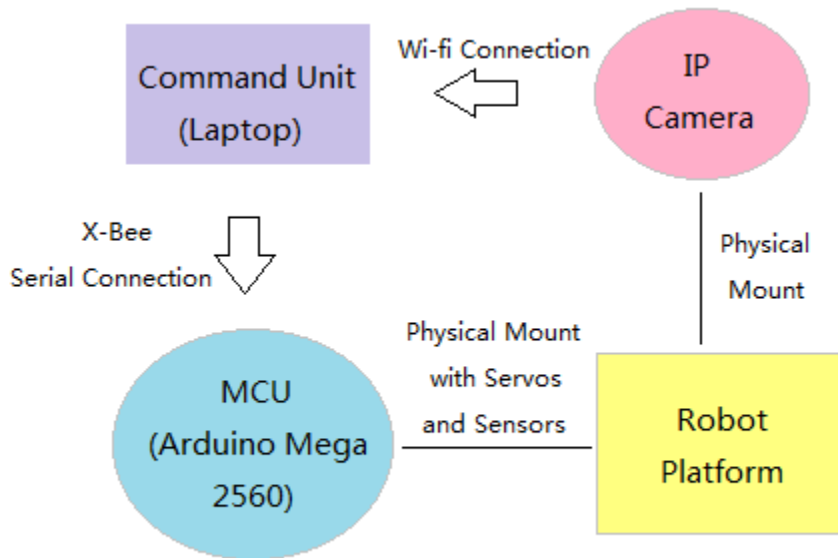 Command Unit
(Laptop)
Wi-fi Connection
IP
Camera
X-Bee
Serial Connection
Physical
Mount
MCU
(Arduino Mega
2560)
Physical Mount
with Servos
and Sensors
Robot
Platform